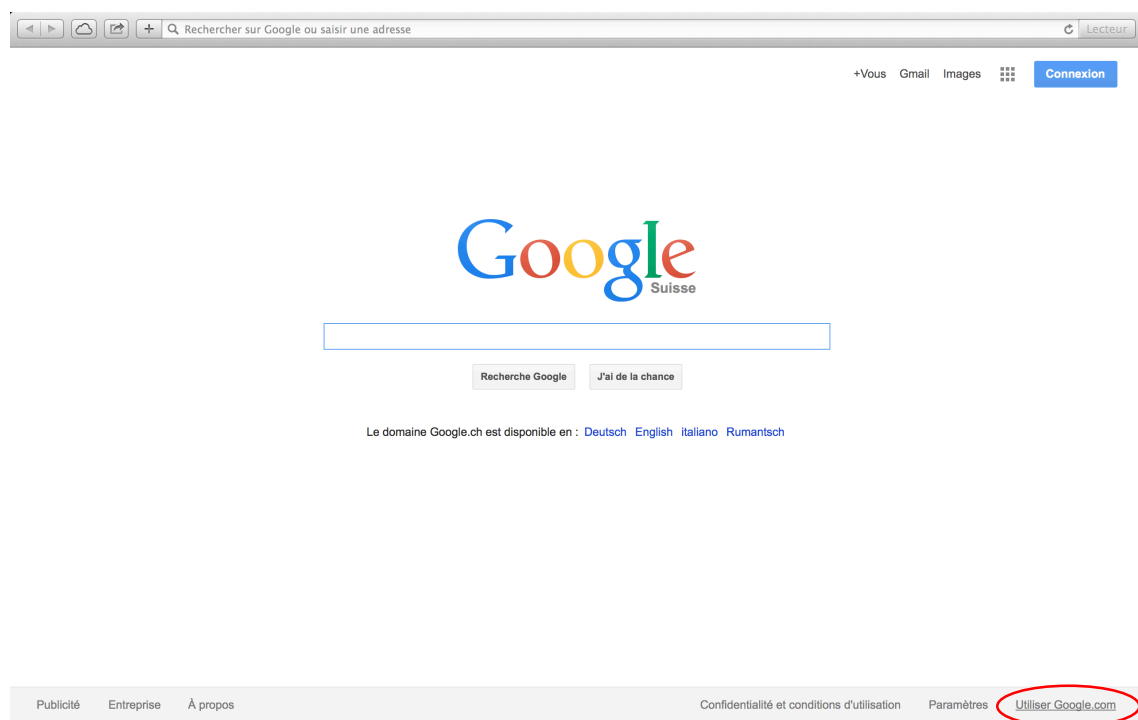 Rechercher sur Google ou saisir une adresse Lecteur
+Vous Gmail Images Connexion
Google
Suisse
Recherche Google J'ai de la chance
Le domaine Google.ch est disponible en : Deutsch English italiano Rumantsch
Publicité Entreprise À propos Confidentialité et conditions d'utilisation Paramètres Utiliser Google.com